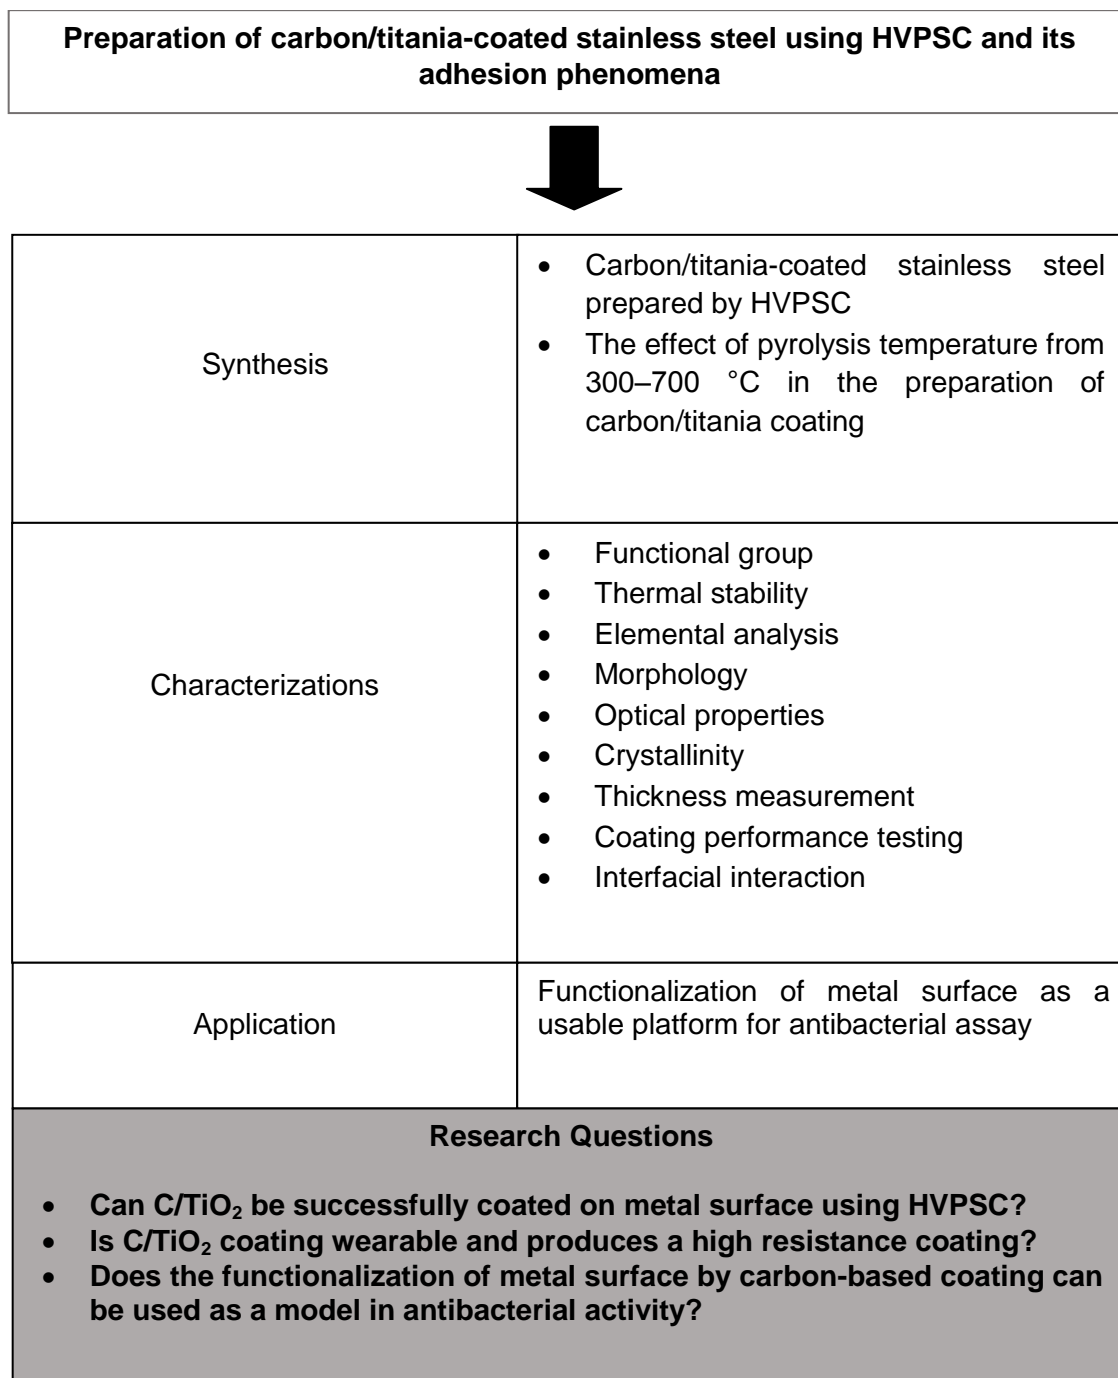 Preparation of carbon/titania-coated stainless steel using HVPSC and its
adhesion phenomena
Synthesis
• Carbon/titania-coated stainless steel
prepared by HVPSC
• The effect of pyrolysis temperature from
300–700 °C in the preparation of
carbon/titania coating
Characterizations
• Functional group
• Thermal stability
• Elemental analysis
• Morphology
• Optical properties
• Crystallinity
• Thickness measurement
• Coating performance testing
• Interfacial interaction
Application
Functionalization of metal surface as a
usable platform for antibacterial assay
Research Questions
• Can C/TiO₂ be successfully coated on metal surface using HVPSC?
• Is C/TiO₂ coating wearable and produces a high resistance coating?
• Does the functionalization of metal surface by carbon-based coating can
be used as a model in antibacterial activity?